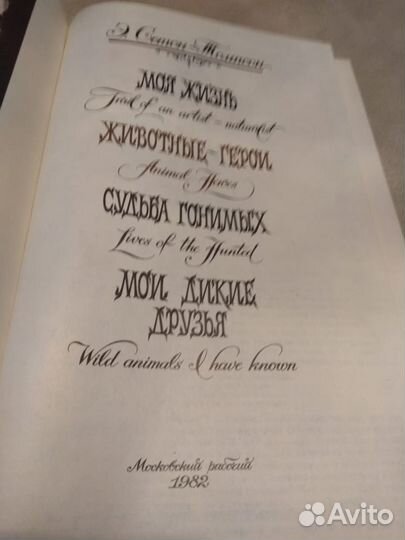 Э. Сетон-Томпсон
МОЯ ЖИЗНЬ
Trail of an artist-naturalist
ЖИВОТНЫЕ-ГЕРОИ
Animal Heroes
СУДЬБА ГОНИМЫХ
Lives of the Hunted
МОИ ДИКИЕ
ДРУЗЬЯ
Wild animals I have known
Московский рабочий
1982
Avito